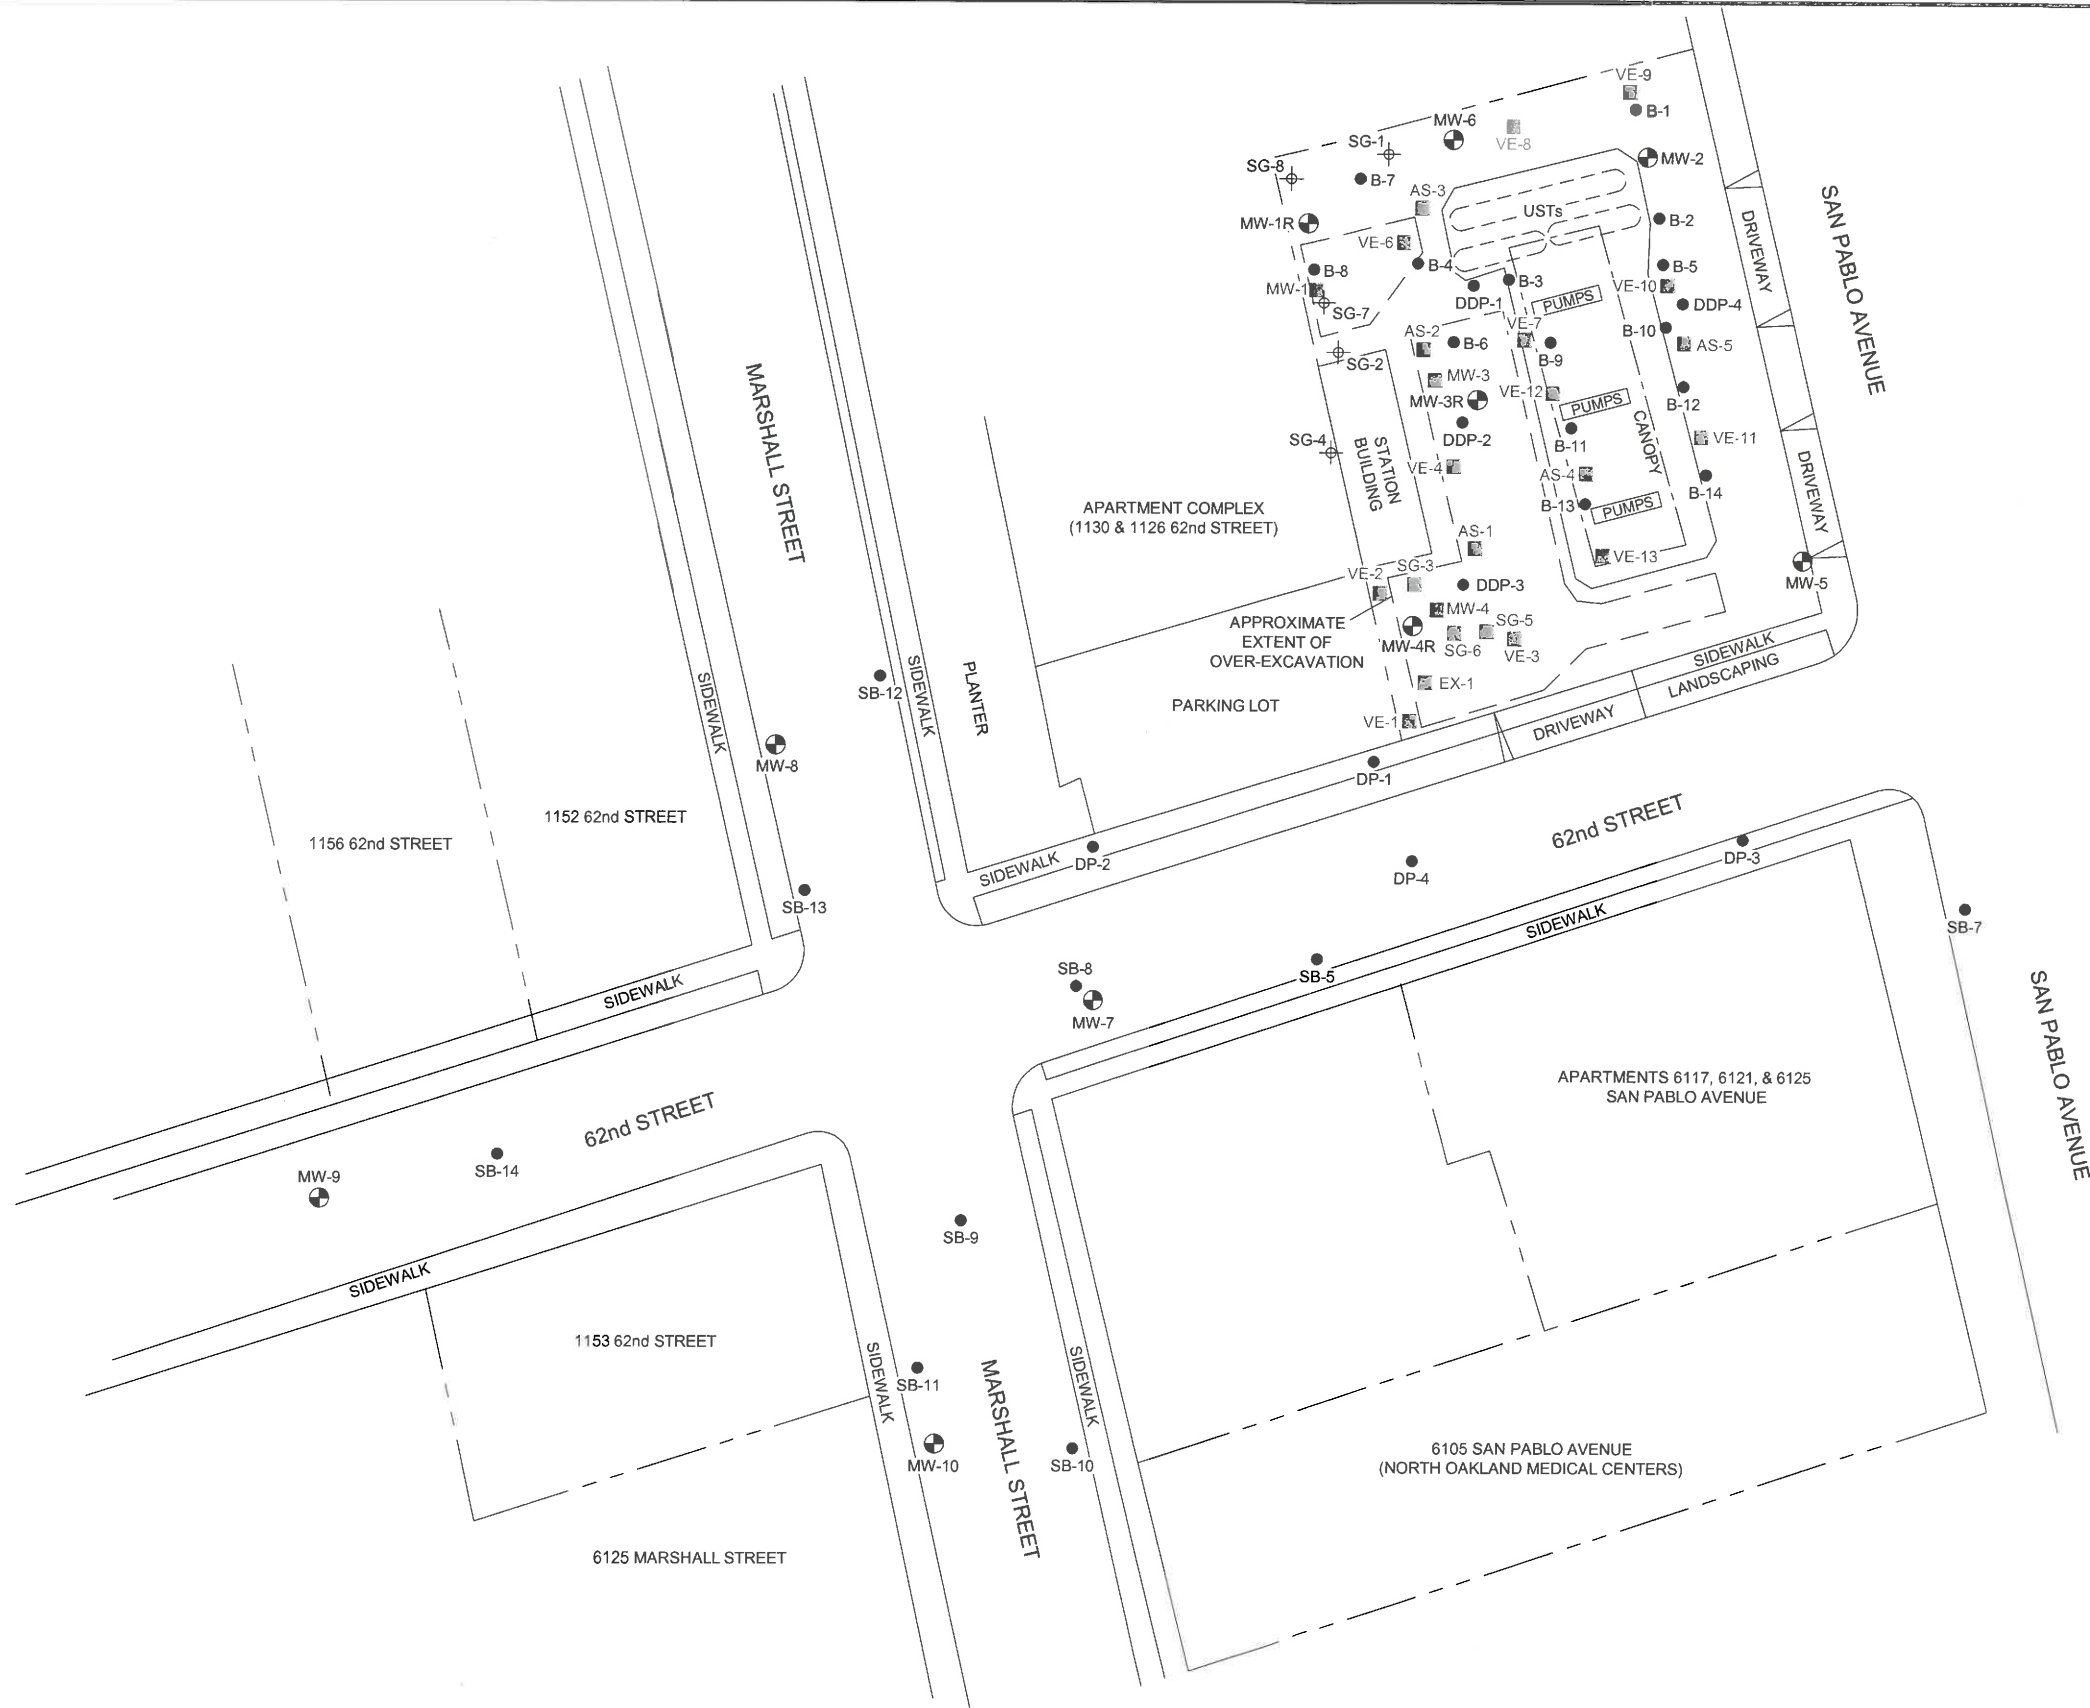 VE-9
B-1
MW-6
VE-8
SG-1
MW-2
SG-8
B-7
AS-3
USTs
B-2
MW-1R
VE-6
B-4
B-5
B-8
B-3
VE-10
MW-1
DDP-1
PUMPS
DDP-4
SG-7
VE-7
B-10
AS-2
B-6
AS-5
SG-2
B-9
MW-3
VE-12
MW-3R
PUMPS
B-12
DDP-2
B-11
VE-11
SG-4
STATION
BUILDING
CANOPY
VE-4
AS-4
B-14
B-13
PUMPS
AS-1
VE-13
VE-2
SG-3
DDP-3
MW-5
MW-4
SG-5
MW-4R
SG-6
VE-3
EX-1
VE-1
DRIVEWAY
DRIVEWAY
SAN PABLO AVENUE
MARSHALL STREET
APARTMENT COMPLEX
(1130 & 1126 62nd STREET)
APPROXIMATE
EXTENT OF
OVER-EXCAVATION
PARKING LOT
SIDEWALK
LANDSCAPING
DRIVEWAY
SB-12
SIDEWALK
SIDEWALK
PLANTER
MW-8
DP-1
1152 62nd STREET
1156 62nd STREET
62nd STREET
DP-3
DP-2
SIDEWALK
DP-4
SB-13
SIDEWALK
SB-7
SB-5
SB-8
MW-7
SIDEWALK
SAN PABLO AVENUE
APARTMENTS 6117, 6121, & 6125
SAN PABLO AVENUE
62nd STREET
SB-14
MW-9
SB-9
SIDEWALK
1153 62nd STREET
SIDEWALK
SB-11
MARSHALL STREET
SIDEWALK
MW-10
SB-10
6105 SAN PABLO AVENUE
(NORTH OAKLAND MEDICAL CENTERS)
6125 MARSHALL STREET